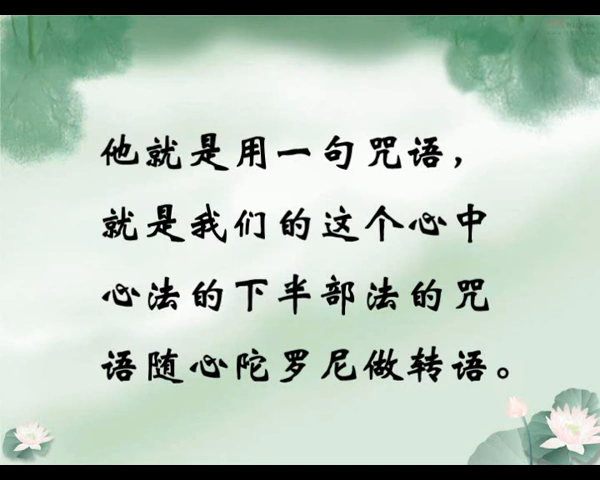 他就是用一句咒语，
就是我们的这个心中
心法的下半部法的咒
语随心陀罗尼做转语。